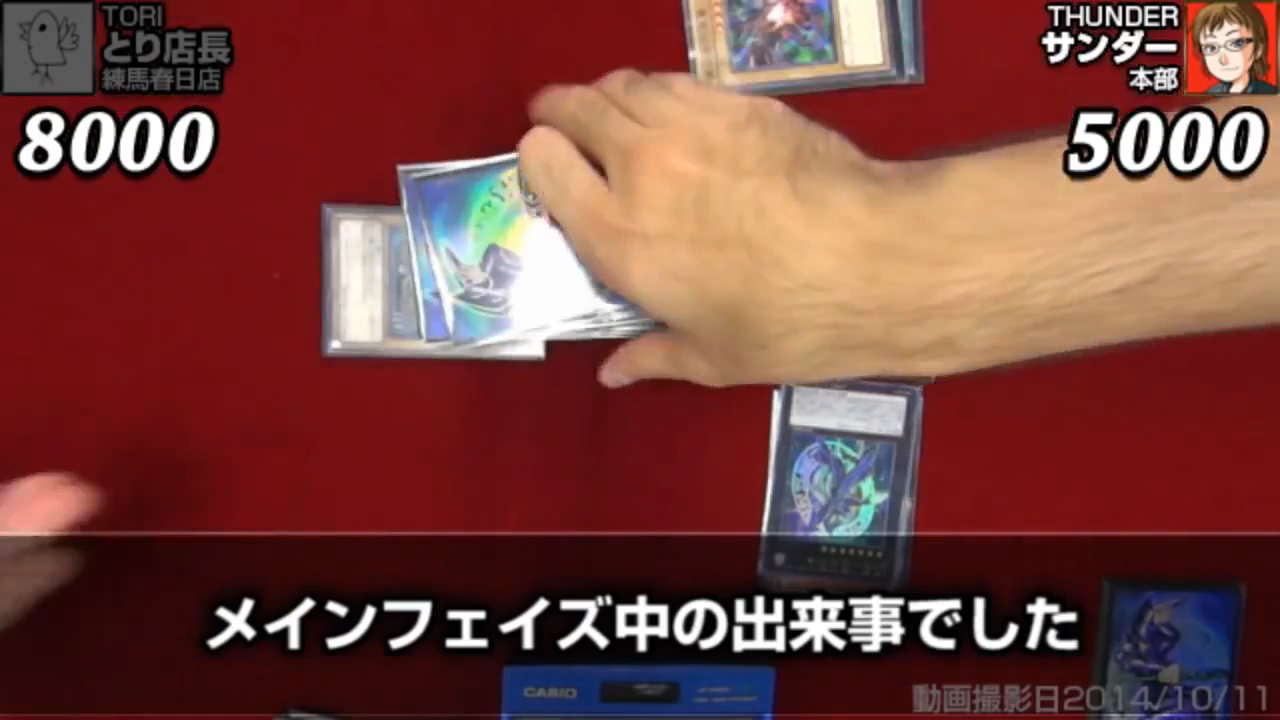 TORI
とり店長
練馬春日店
8000
THUNDER
サンダー
本部
5000
メインフェイズ中の出来事でした
CASIO
動画撮影日2014/10/11